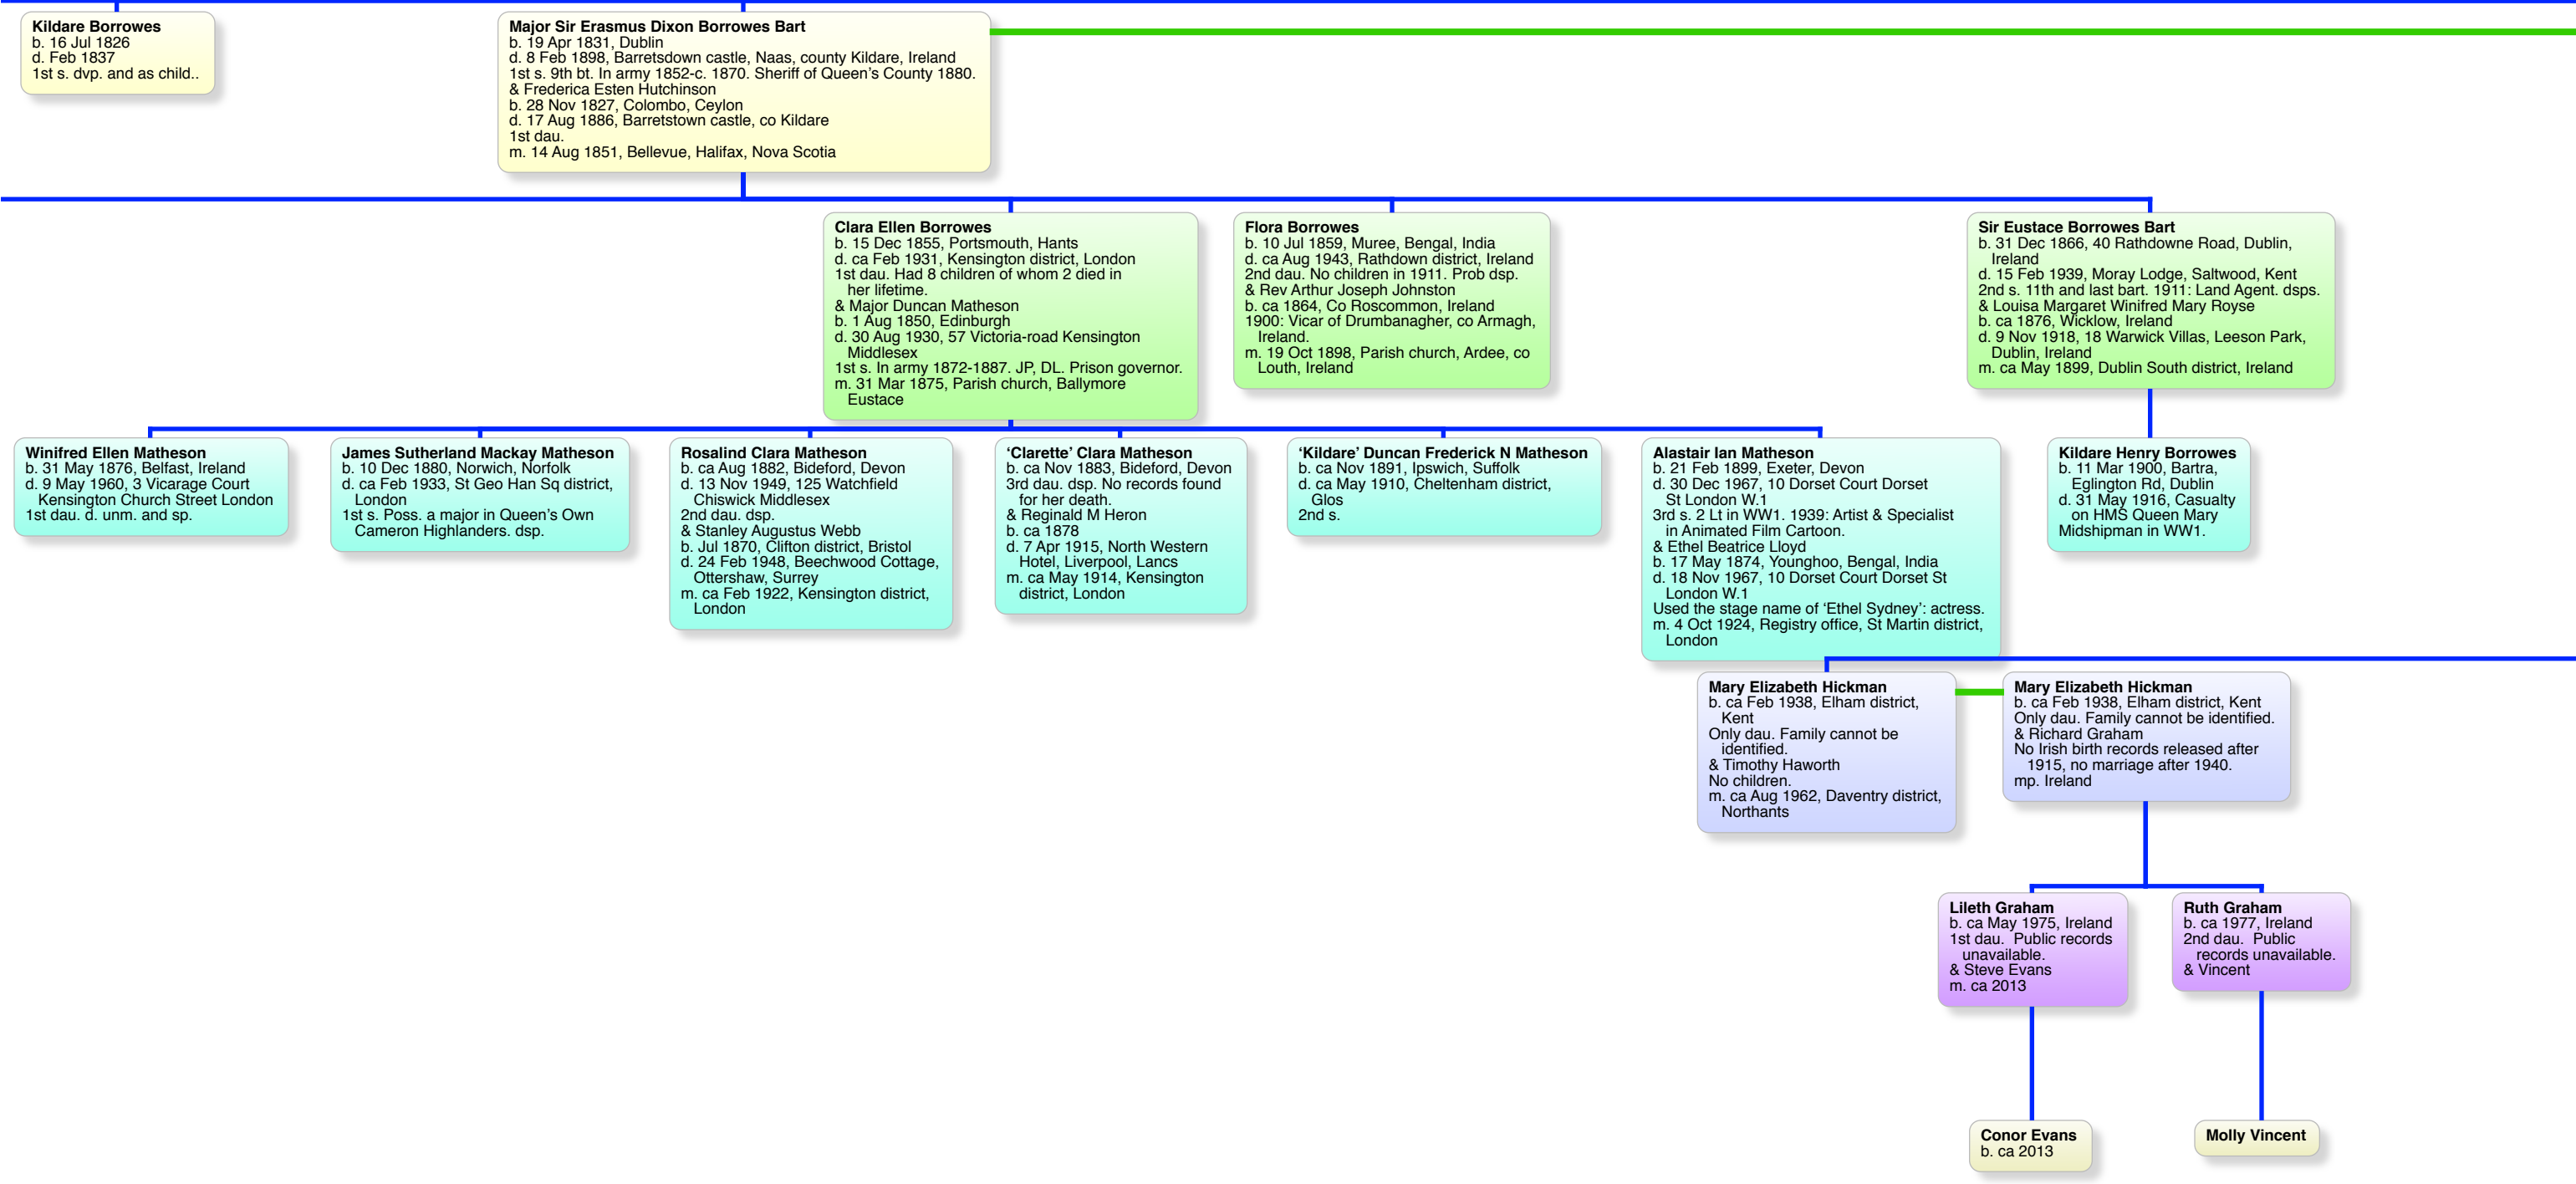 Kildare Borrowes
b. 16 Jul 1826
d. Feb 1837
1st s. dvp. and as child..
Major Sir Erasmus Dixon Borrowes Bart
b. 19 Apr 1831, Dublin
d. 8 Feb 1898, Barretsdown castle, Naas, county Kildare, Ireland
1st s. 9th bt. In army 1852-c. 1870. Sheriff of Queen's County 1880.
& Frederica Esten Hutchinson
b. 28 Nov 1827, Colombo, Ceylon
d. 17 Aug 1886, Barretstown castle, co Kildare
1st dau.
m. 14 Aug 1851, Bellevue, Halifax, Nova Scotia
Clara Ellen Borrowes
b. 15 Dec 1855, Portsmouth, Hants
d. ca Feb 1931, Kensington district, London
1st dau. Had 8 children of whom 2 died in
her lifetime.
& Major Duncan Matheson
b. 1 Aug 1850, Edinburgh
d. 30 Aug 1930, 57 Victoria-road Kensington
Middlesex
1st s. In army 1872-1887. JP, DL. Prison governor.
m. 31 Mar 1875, Parish church, Ballymore
Eustace
Flora Borrowes
b. 10 Jul 1859, Muree, Bengal, India
d. ca Aug 1943, Rathdown district, Ireland
2nd dau. No children in 1911. Prob dsp.
& Rev Arthur Joseph Johnston
b. ca 1864, Co Roscommon, Ireland
1900: Vicar of Drumbanagher, co Armagh,
Ireland.
m. 19 Oct 1898, Parish church, Ardee, co
Louth, Ireland
Sir Eustace Borrowes Bart
b. 31 Dec 1866, 40 Rathdowne Road, Dublin,
Ireland
d. 15 Feb 1939, Moray Lodge, Saltwood, Kent
2nd s. 11th and last bart. 1911: Land Agent. dsps.
& Louisa Margaret Winifred Mary Royse
b. ca 1876, Wicklow, Ireland
d. 9 Nov 1918, 18 Warwick Villas, Leeson Park,
Dublin, Ireland
m. ca May 1899, Dublin South district, Ireland
Winifred Ellen Matheson
b. 31 May 1876, Belfast, Ireland
d. 9 May 1960, 3 Vicarage Court
Kensington Church Street London
1st dau. d. unm. and sp.
James Sutherland Mackay Matheson
b. 10 Dec 1880, Norwich, Norfolk
d. ca Feb 1933, St Geo Han Sq district,
London
1st s. Poss. a major in Queen's Own
Cameron Highlanders. dsp.
Rosalind Clara Matheson
b. ca Aug 1882, Bideford, Devon
d. 13 Nov 1949, 125 Watchfield
Chiswick Middlesex
2nd dau. dsp.
& Stanley Augustus Webb
b. Jul 1870, Clifton district, Bristol
d. 24 Feb 1948, Beechwood Cottage,
Ottershaw, Surrey
m. ca Feb 1922, Kensington district,
London
‘Clarette’ Clara Matheson
b. ca Nov 1883, Bideford, Devon
3rd dau. dsp. No records found
for her death.
& Reginald M Heron
b. ca 1878
d. 7 Apr 1915, North Western
Hotel, Liverpool, Lancs
m. ca May 1914, Kensington
district, London
‘Kildare’ Duncan Frederick N Matheson
b. ca Nov 1891, Ipswich, Suffolk
d. ca May 1910, Cheltenham district,
Glos
2nd s.
Alastair Ian Matheson
b. 21 Feb 1899, Exeter, Devon
d. 30 Dec 1967, 10 Dorset Court Dorset
St London W.1
3rd s. 2 Lt in WW1. 1939: Artist & Specialist
in Animated Film Cartoon.
& Ethel Beatrice Lloyd
b. 17 May 1874, Younghoo, Bengal, India
d. 18 Nov 1967, 10 Dorset Court Dorset St
London W.1
Used the stage name of ‘Ethel Sydney’: actress.
m. 4 Oct 1924, Registry office, St Martin district,
London
Kildare Henry Borrowes
b. 11 Mar 1900, Bartra,
Eglington Rd, Dublin
d. 31 May 1916, Casualty
on HMS Queen Mary
Midshipman in WW1.
Mary Elizabeth Hickman
b. ca Feb 1938, Elham district,
Kent
Only dau. Family cannot be
identified.
& Timothy Haworth
No children.
m. ca Aug 1962, Daventry district,
Northants
Mary Elizabeth Hickman
b. ca Feb 1938, Elham district, Kent
Only dau. Family cannot be identified.
& Richard Graham
No Irish birth records released after
1915, no marriage after 1940.
mp. Ireland
Lileth Graham
b. ca May 1975, Ireland
1st dau. Public records
unavailable.
& Steve Evans
m. ca 2013
Ruth Graham
b. ca 1977, Ireland
2nd dau. Public
records unavailable.
& Vincent
Conor Evans
b. ca 2013
Molly Vincent